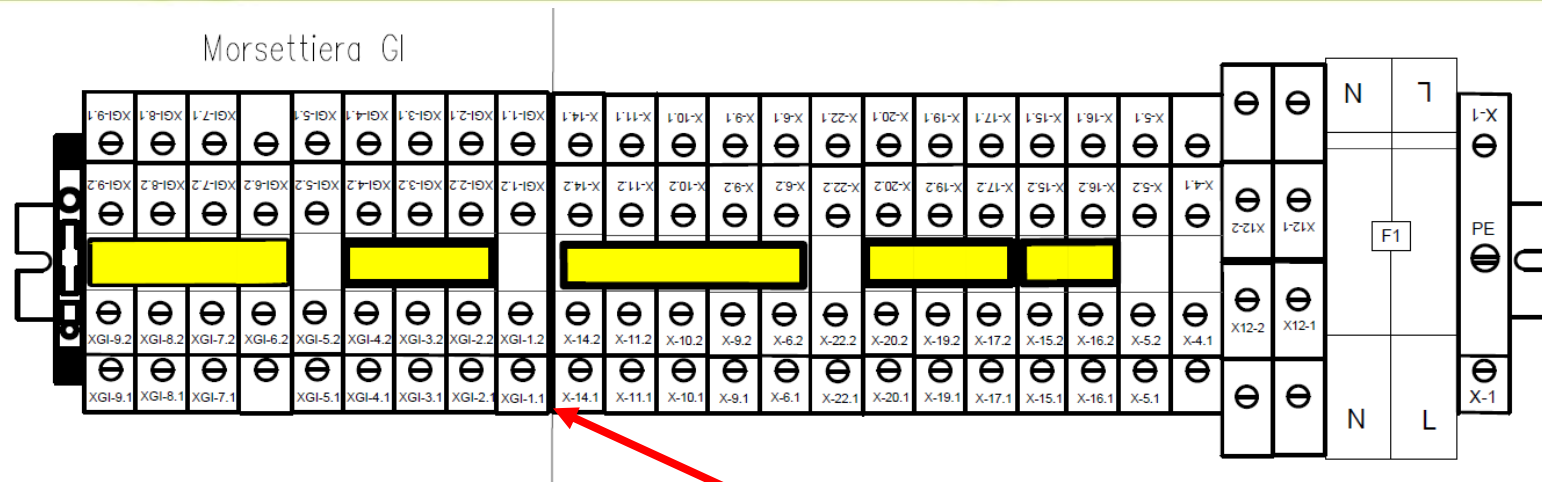 Morsettiera GI
XGI-9.1 XGI-8.1 XGI-7.1 XGI-5.1 XGI-4.1 XGI-3.1 XGI-2.1 XGI-1.1 X-14.1 X-11.1 X-10.1 X-9.1 X-6.1 X-22.1 X-20.1 X-19.1 X-17.1 X-15.1 X-16.1 X-5.1 N L X-1
XGI-9.2 XGI-8.2 XGI-7.2 XGI-6.2 XGI-5.2 XGI-4.2 XGI-3.2 XGI-2.2 XGI-1.2 X-14.2 X-11.2 X-10.2 X-9.2 X-6.2 X-22.2 X-20.2 X-19.2 X-17.2 X-15.2 X-16.2 X-5.2 X-4.1
X12-2 X12-1 F1 PE
XGI-9.2 XGI-8.2 XGI-7.2 XGI-6.2 XGI-5.2 XGI-4.2 XGI-3.2 XGI-2.2 XGI-1.2 X-14.2 X-11.2 X-10.2 X-9.2 X-6.2 X-22.2 X-20.2 X-19.2 X-17.2 X-15.2 X-16.2 X-5.2 X-4.1 X12-2 X12-1
XGI-9.1 XGI-8.1 XGI-7.1 XGI-5.1 XGI-4.1 XGI-3.1 XGI-2.1 XGI-1.1 X-14.1 X-11.1 X-10.1 X-9.1 X-6.1 X-22.1 X-20.1 X-19.1 X-17.1 X-15.1 X-16.1 X-5.1 X-1
N L